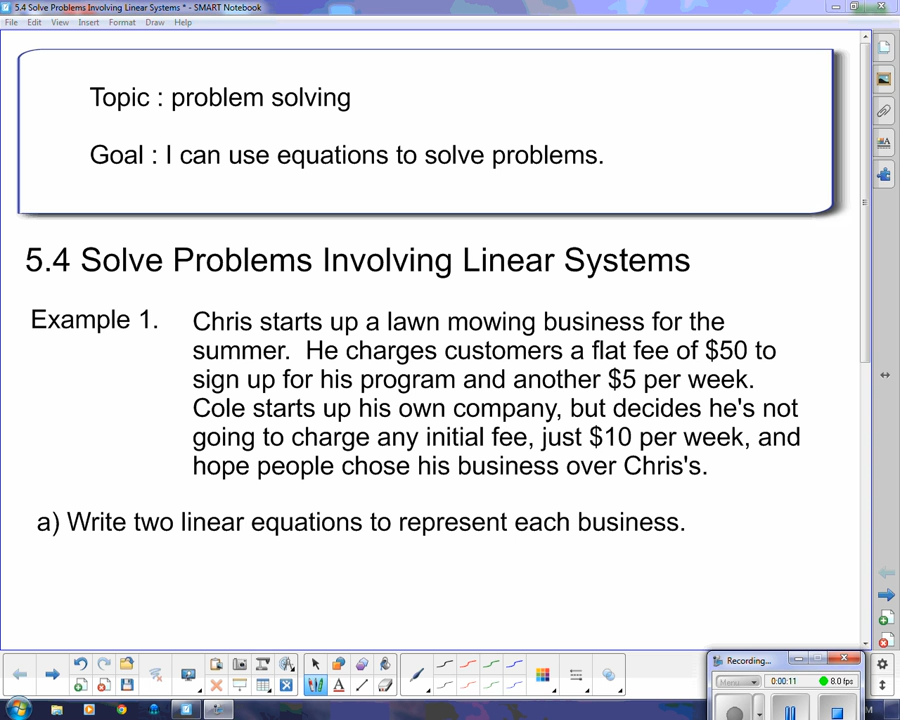 5.4 Solve Problems Involving Linear Systems * - SMART Notebook
File Edit View Insert Format Draw Help
Topic : problem solving
Goal : I can use equations to solve problems.
5.4 Solve Problems Involving Linear Systems
Example 1. Chris starts up a lawn mowing business for the
summer. He charges customers a flat fee of $50 to
sign up for his program and another $5 per week.
Cole starts up his own company, but decides he's not
going to charge any initial fee, just $10 per week, and
hope people chose his business over Chris's.
a) Write two linear equations to represent each business.
Recording...
Menu 0:00:11 8.0 fps